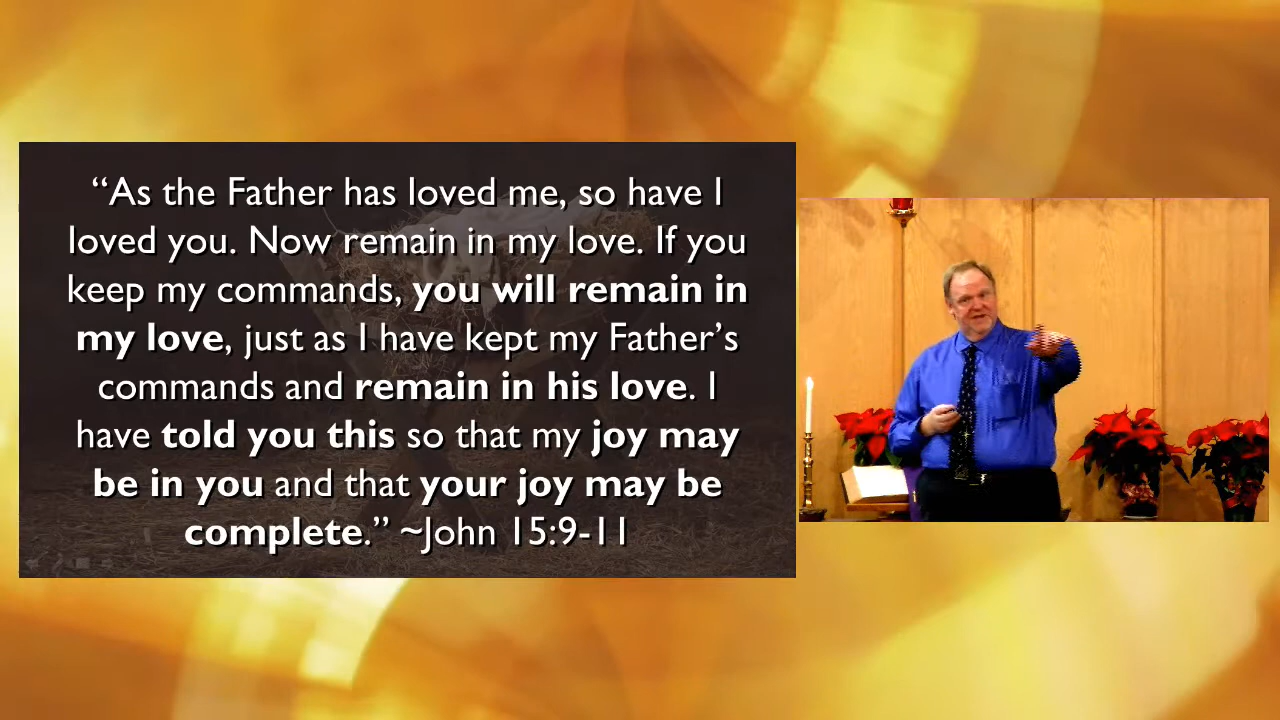 “As the Father has loved me, so have I
loved you. Now remain in my love. If you
keep my commands, you will remain in
my love, just as I have kept my Father’s
commands and remain in his love. I
have told you this so that my joy may
be in you and that your joy may be
complete.” ~John 15:9-11